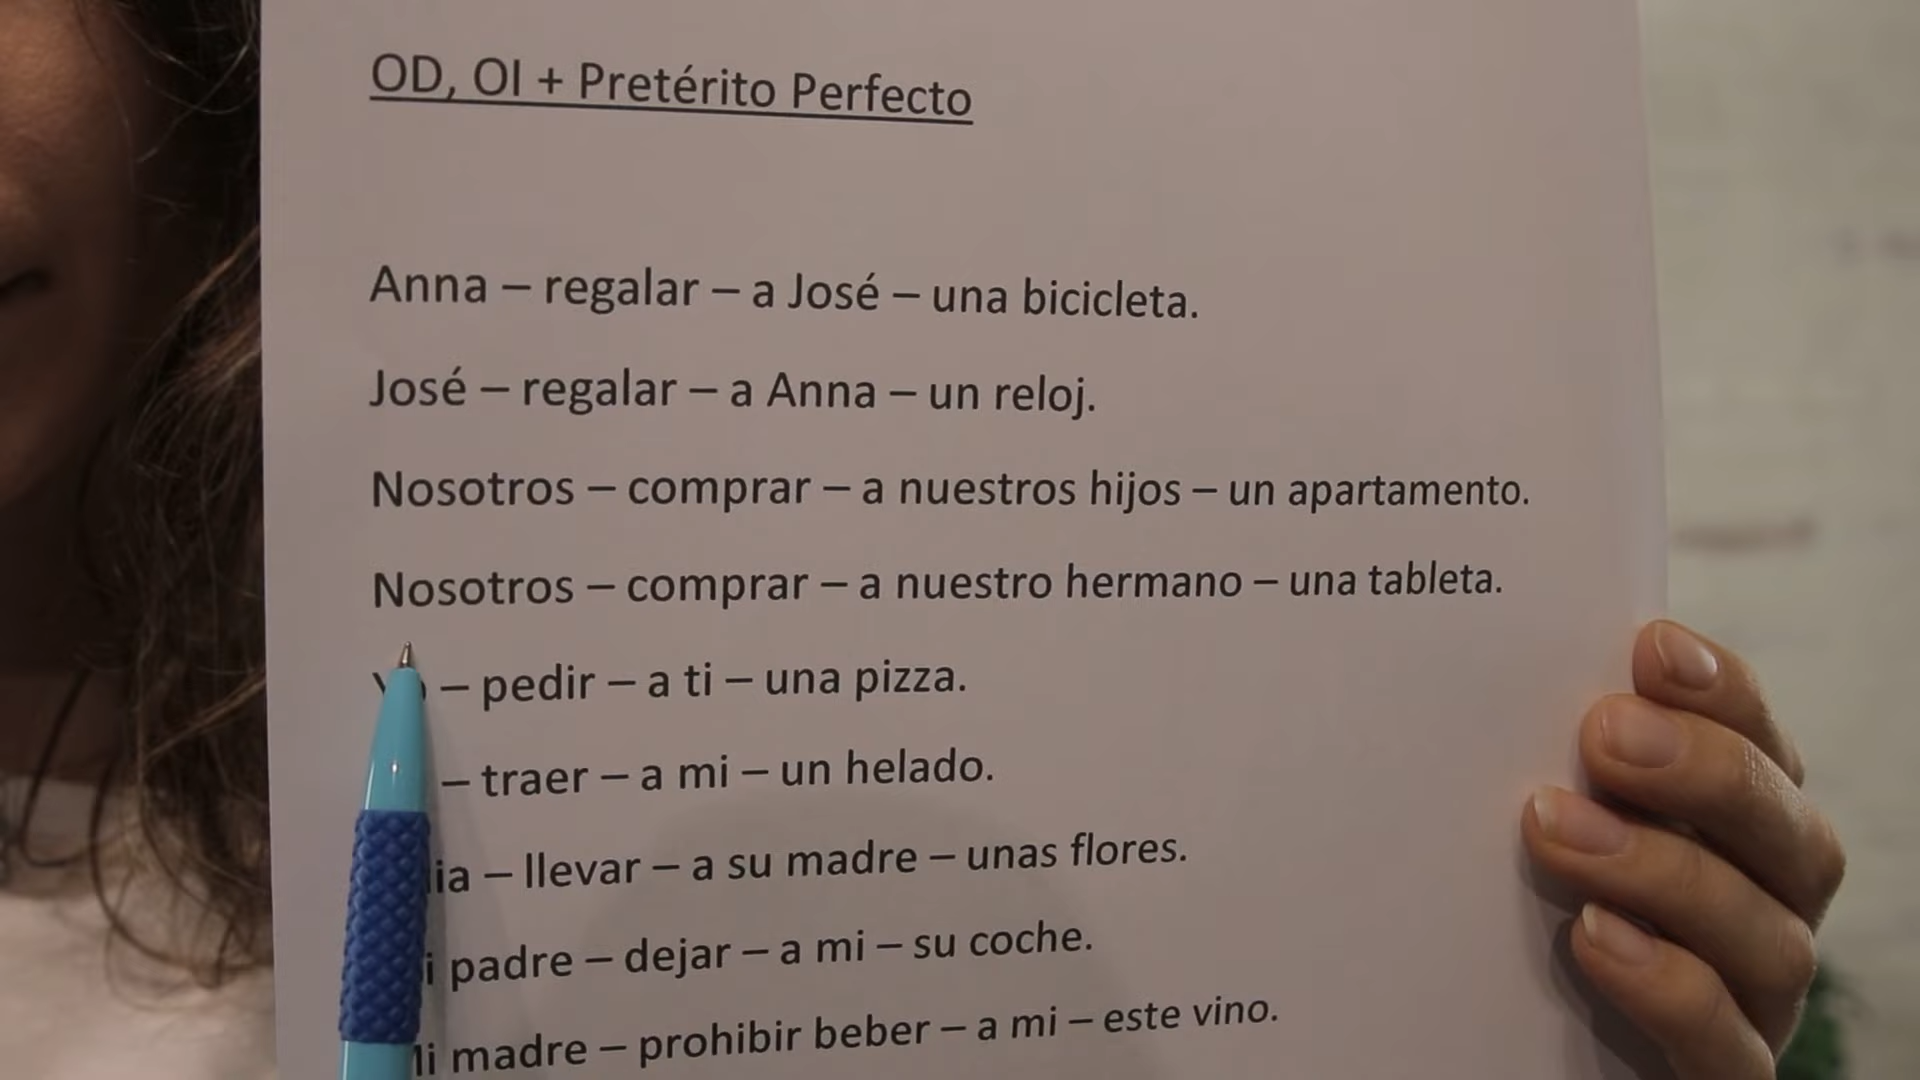 OD, OI + Pretérito Perfecto
Anna – regalar – a José – una bicicleta.
José – regalar – a Anna – un reloj.
Nosotros – comprar – a nuestros hijos – un apartamento.
Nosotros – comprar – a nuestro hermano – una tableta.
– pedir – a ti – una pizza.
– traer – a mi – un helado.
– llevar – a su madre – unas flores.
padre – dejar – a mi – su coche.
madre – prohibir beber – a mi – este vino.